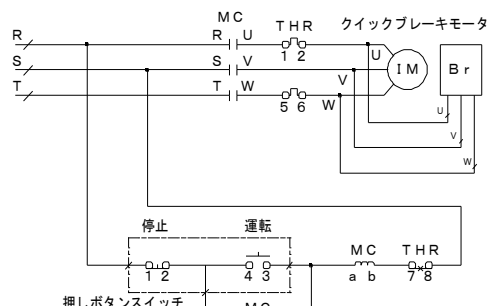 MC THR クイックブレーキモータ
R R U
1 2 U
S S V IM Br
V
T T W
5 6 W
U
V
W
停止 運転
MC THR
1 2 4 3 a b 7 8
押しボタンスイッチ MC